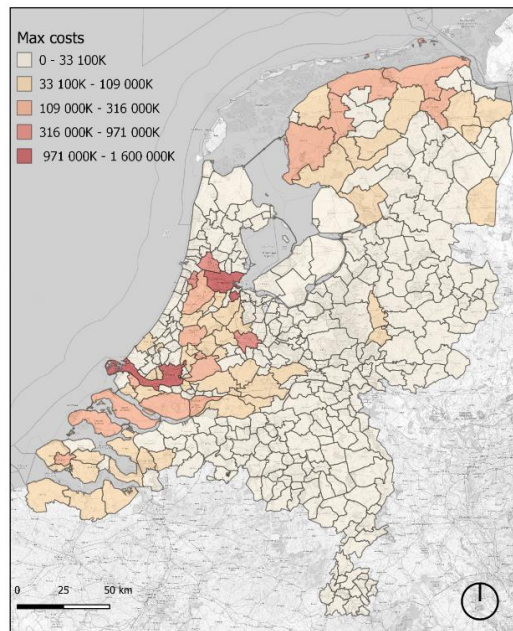 Max costs
0 - 33 100K
33 100K - 109 000K
109 000K - 316 000K
316 000K - 971 000K
971 000K - 1 600 000K
0 25 50 km